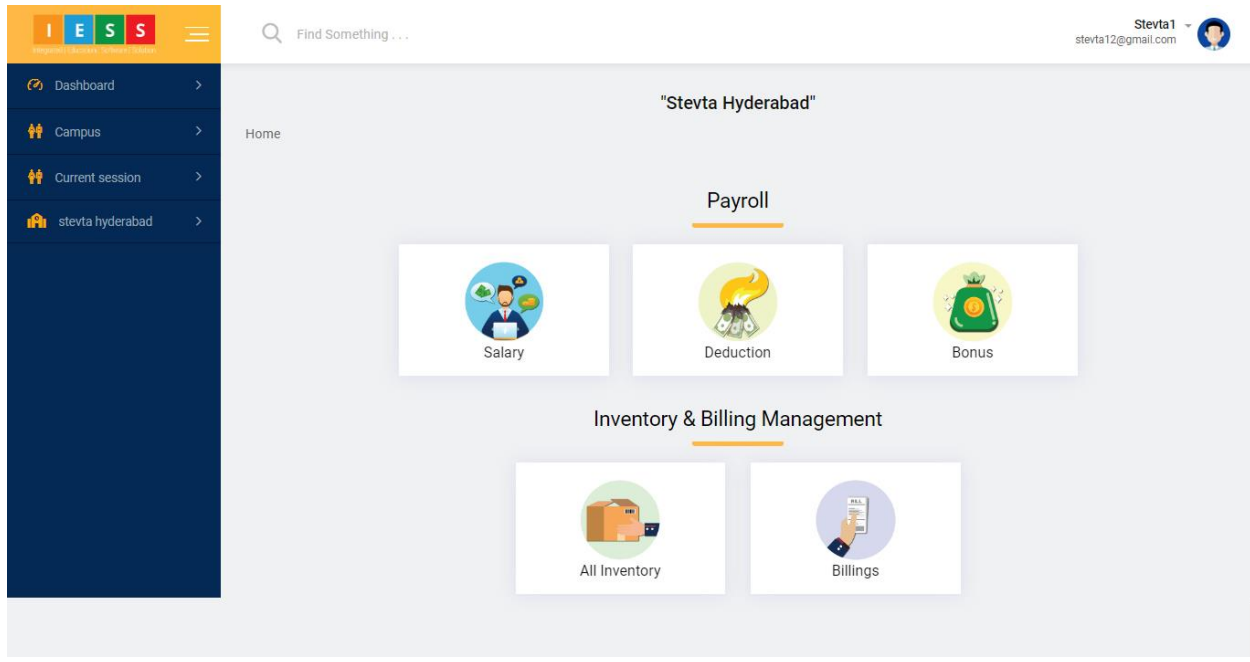 I E S S
Find Something . . .
Stevta1
stevta12@gmail.com
Dashboard
Campus
Current session
stevta hyderabad
"Stevta Hyderabad"
Home
Payroll
Salary
Deduction
Bonus
Inventory & Billing Management
BILL
All Inventory
Billings